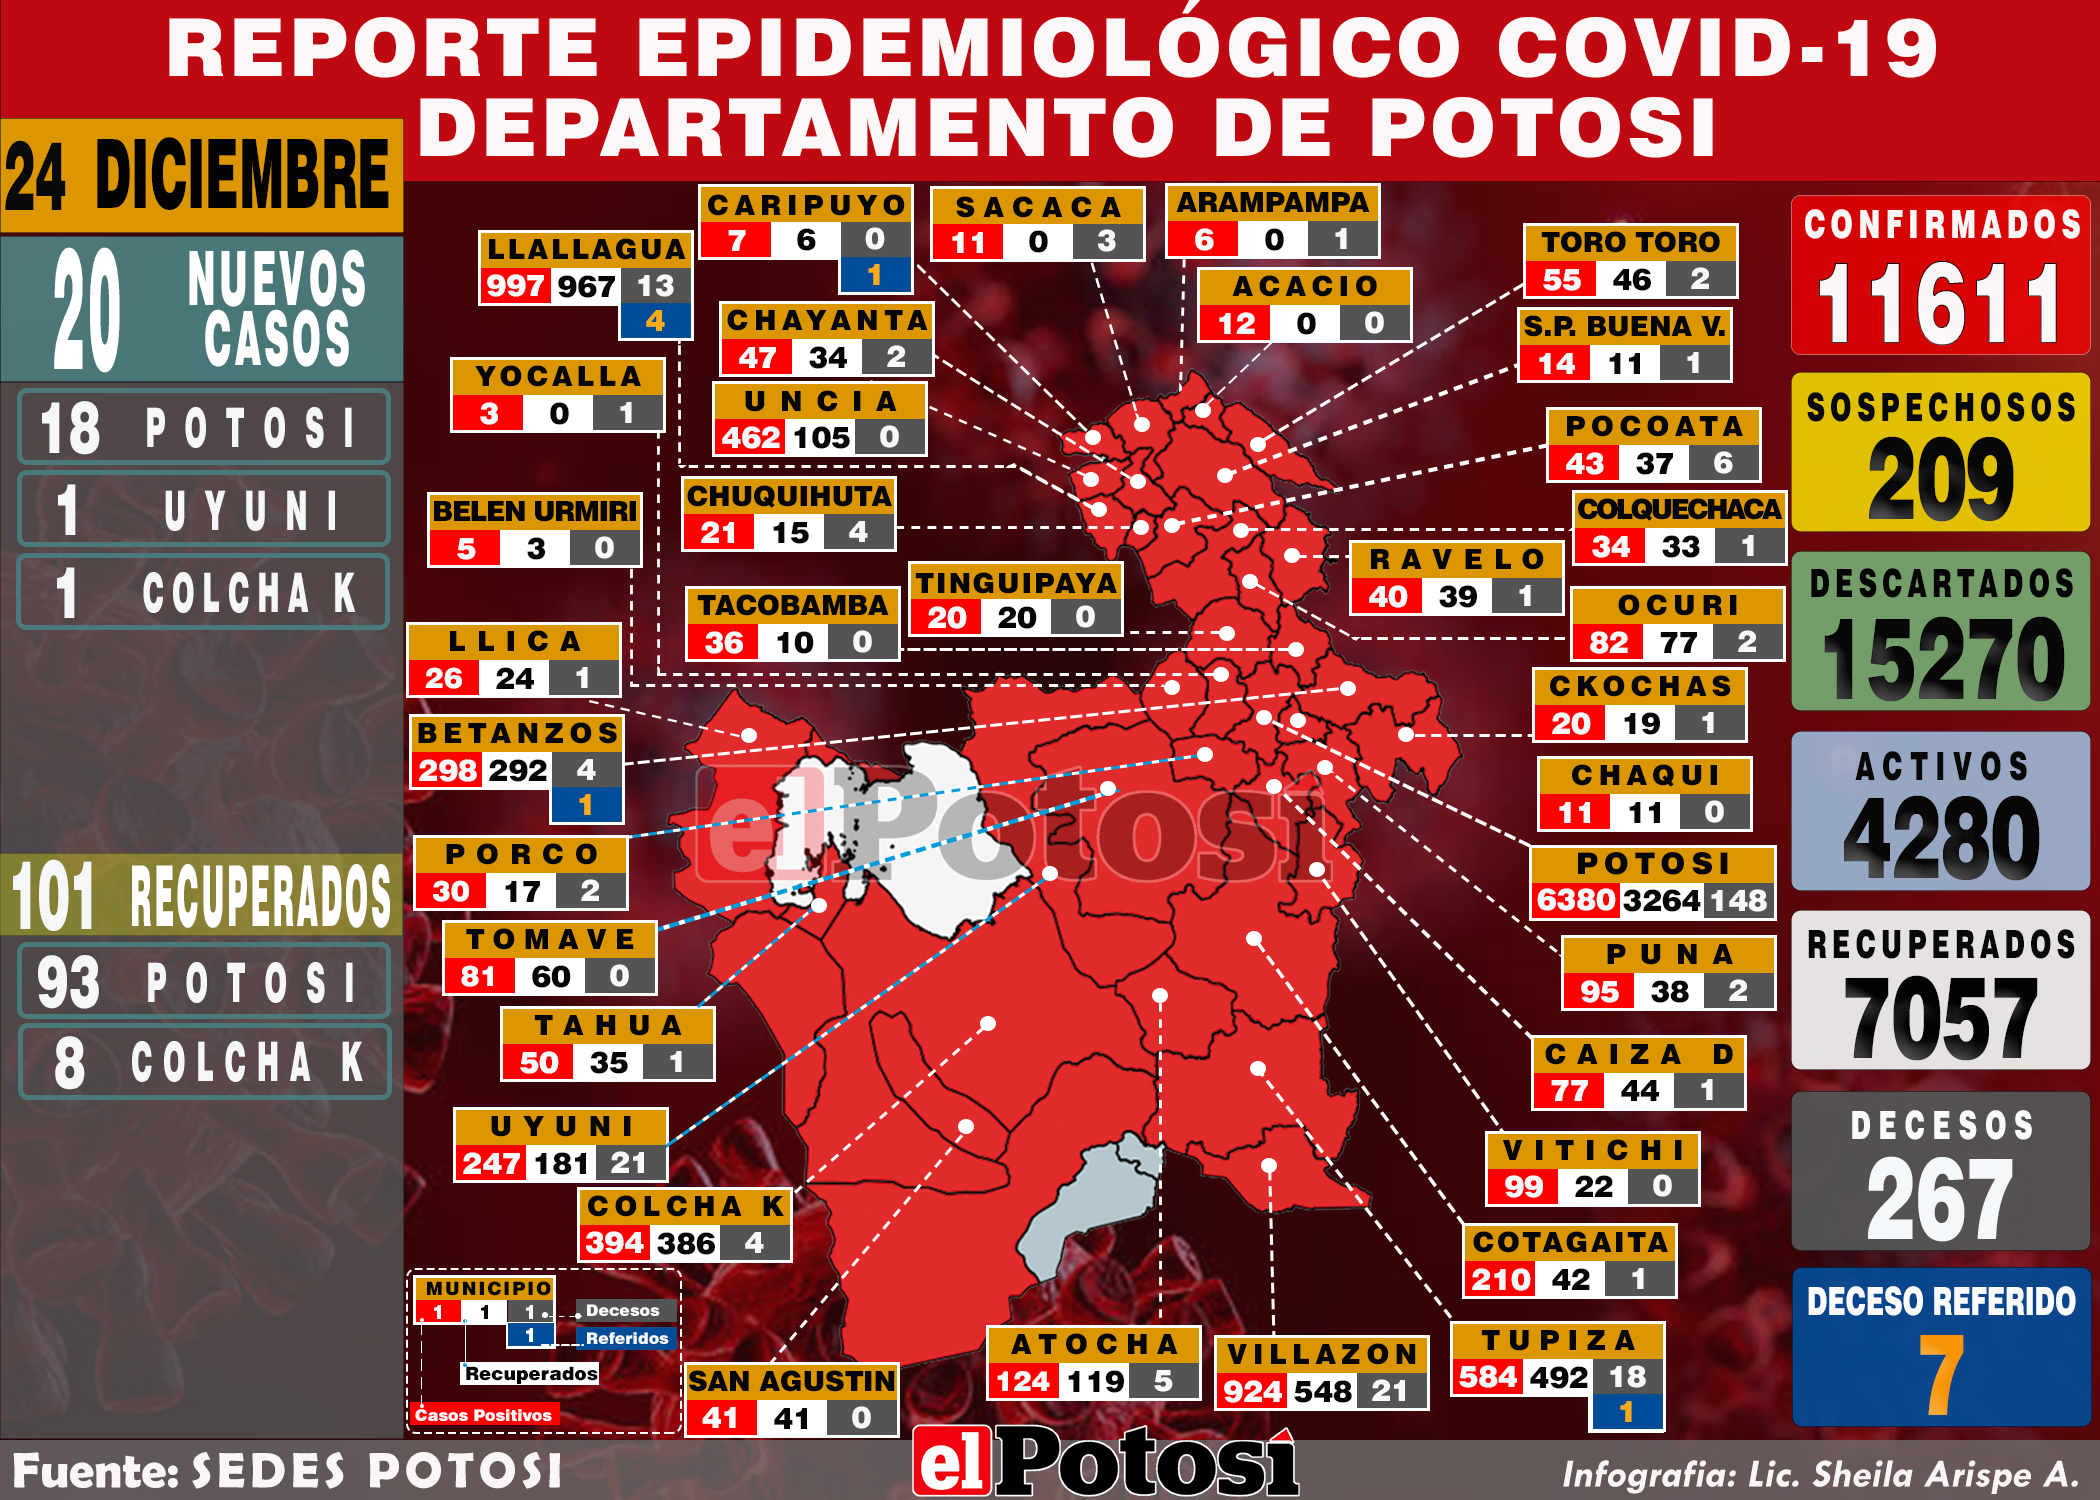 REPORTE EPIDEMIOLÓGICO COVID-19
DEPARTAMENTO DE POTOSI
24 DICIEMBRE
20 NUEVOS CASOS
18 POTOSI
1 UYUNI
1 COLCHA K
101 RECUPERADOS
93 POTOSI
8 COLCHA K
CARIPUYO
7 6 0
1
SACACA
11 0 3
ARAMPAMPA
6 0 1
LLALLAGUA
997 967 13
4
ACACIO
12 0 0
TORO TORO
55 46 2
CHAYANTA
47 34 2
S.P. BUENA V.
14 11 1
YOCALLA
3 0 1
UNCIA
462 105 0
POCOATA
43 37 6
BELEN URMIRI
5 3 0
CHUQUIHUTA
21 15 4
COLQUECHACA
34 33 1
RAVELO
40 39 1
TINGUIPAYA
20 20 0
TACOBAMBA
36 10 0
OCURI
82 77 2
LLICA
26 24 1
CKOCHAS
20 19 1
BETANZOS
298 292 4
1
CHAQUI
11 11 0
PORCO
30 17 2
POTOSI
6380 3264 148
TOMAVE
81 60 0
PUNA
95 38 2
TAHUA
50 35 1
CAIZA D
77 44 1
UYUNI
247 181 21
VITICHI
99 22 0
COLCHA K
394 386 4
COTAGAITA
210 42 1
SAN AGUSTIN
41 41 0
ATOCHA
124 119 5
VILLAZON
924 548 21
TUPIZA
584 492 18
1
MUNICIPIO
1 1 1 Decesos
1 Referidos
Recuperados
Casos Positivos
el Potosí
CONFIRMADOS
11611
SOSPECHOSOS
209
DESCARTADOS
15270
ACTIVOS
4280
RECUPERADOS
7057
DECESOS
267
DECESO REFERIDO
7
Fuente: SEDES POTOSI
el Potosí
Infografia: Lic. Sheila Arispe A.